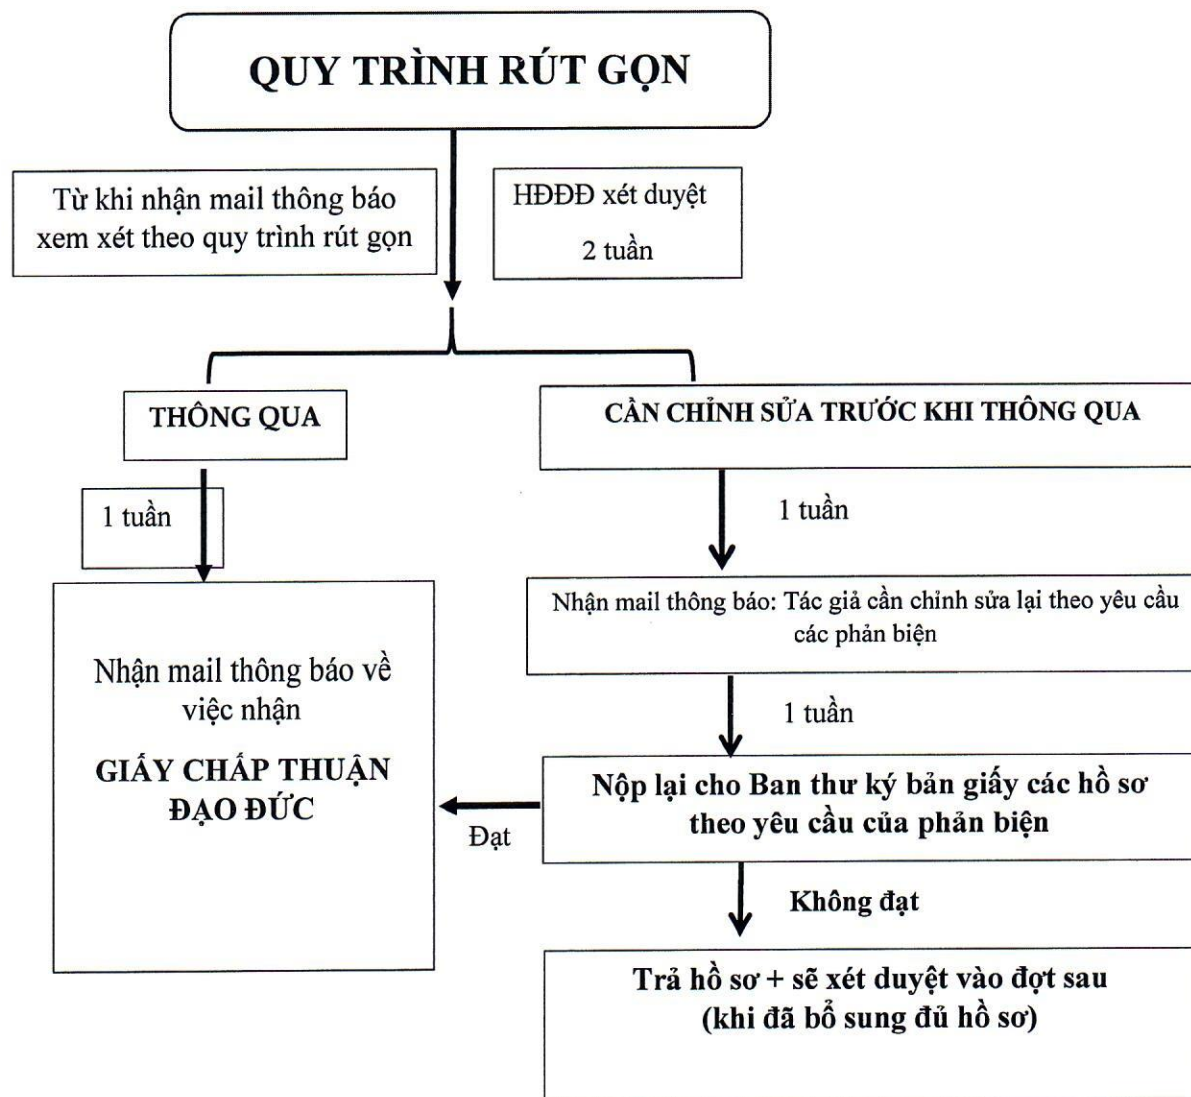 QUY TRÌNH RÚT GỌN
Từ khi nhận mail thông báo
xem xét theo quy trình rút gọn
HĐĐĐ xét duyệt
2 tuần
THÔNG QUA
CẦN CHỈNH SỬA TRƯỚC KHI THÔNG QUA
1 tuần
1 tuần
Nhận mail thông báo: Tác giả cần chỉnh sửa lại theo yêu cầu
các phản biện
Nhận mail thông báo về
việc nhận
GIẤY CHẤP THUẬN
ĐẠO ĐỨC
1 tuần
Nộp lại cho Ban thư ký bản giấy các hồ sơ
theo yêu cầu của phản biện
Đạt
Không đạt
Trả hồ sơ + sẽ xét duyệt vào đợt sau
(khi đã bổ sung đủ hồ sơ)